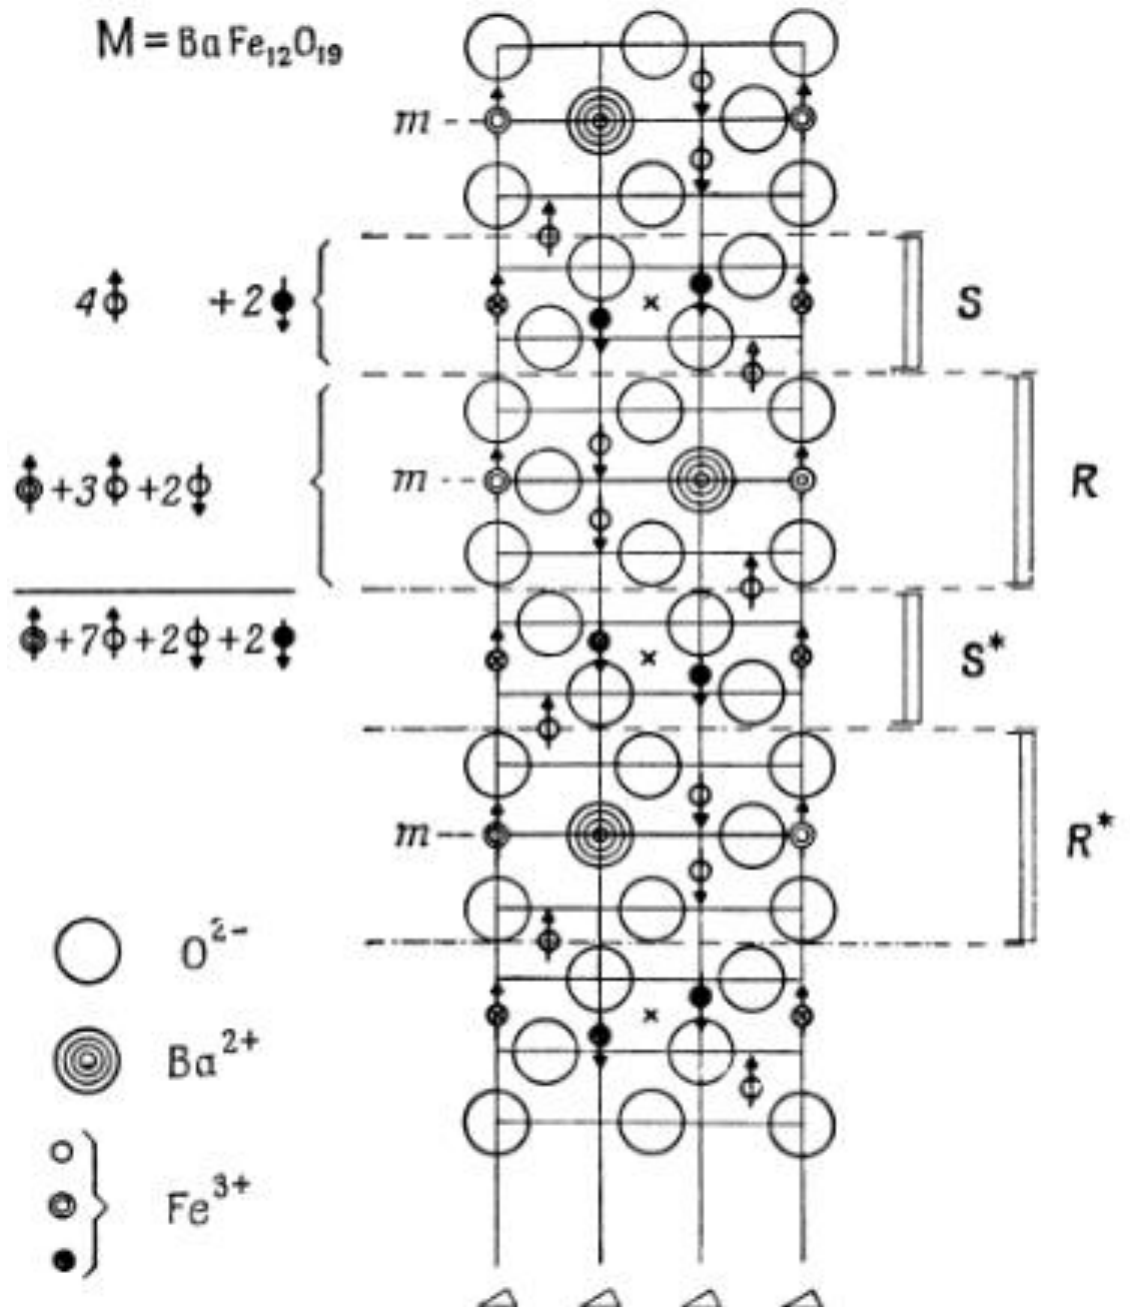 M = BaFe₁₂O₁₉
m
S
4 +2
R
m
+3 +2
+7 +2 +2
S*
m
R*
O²⁻
Ba²⁺
Fe³⁺